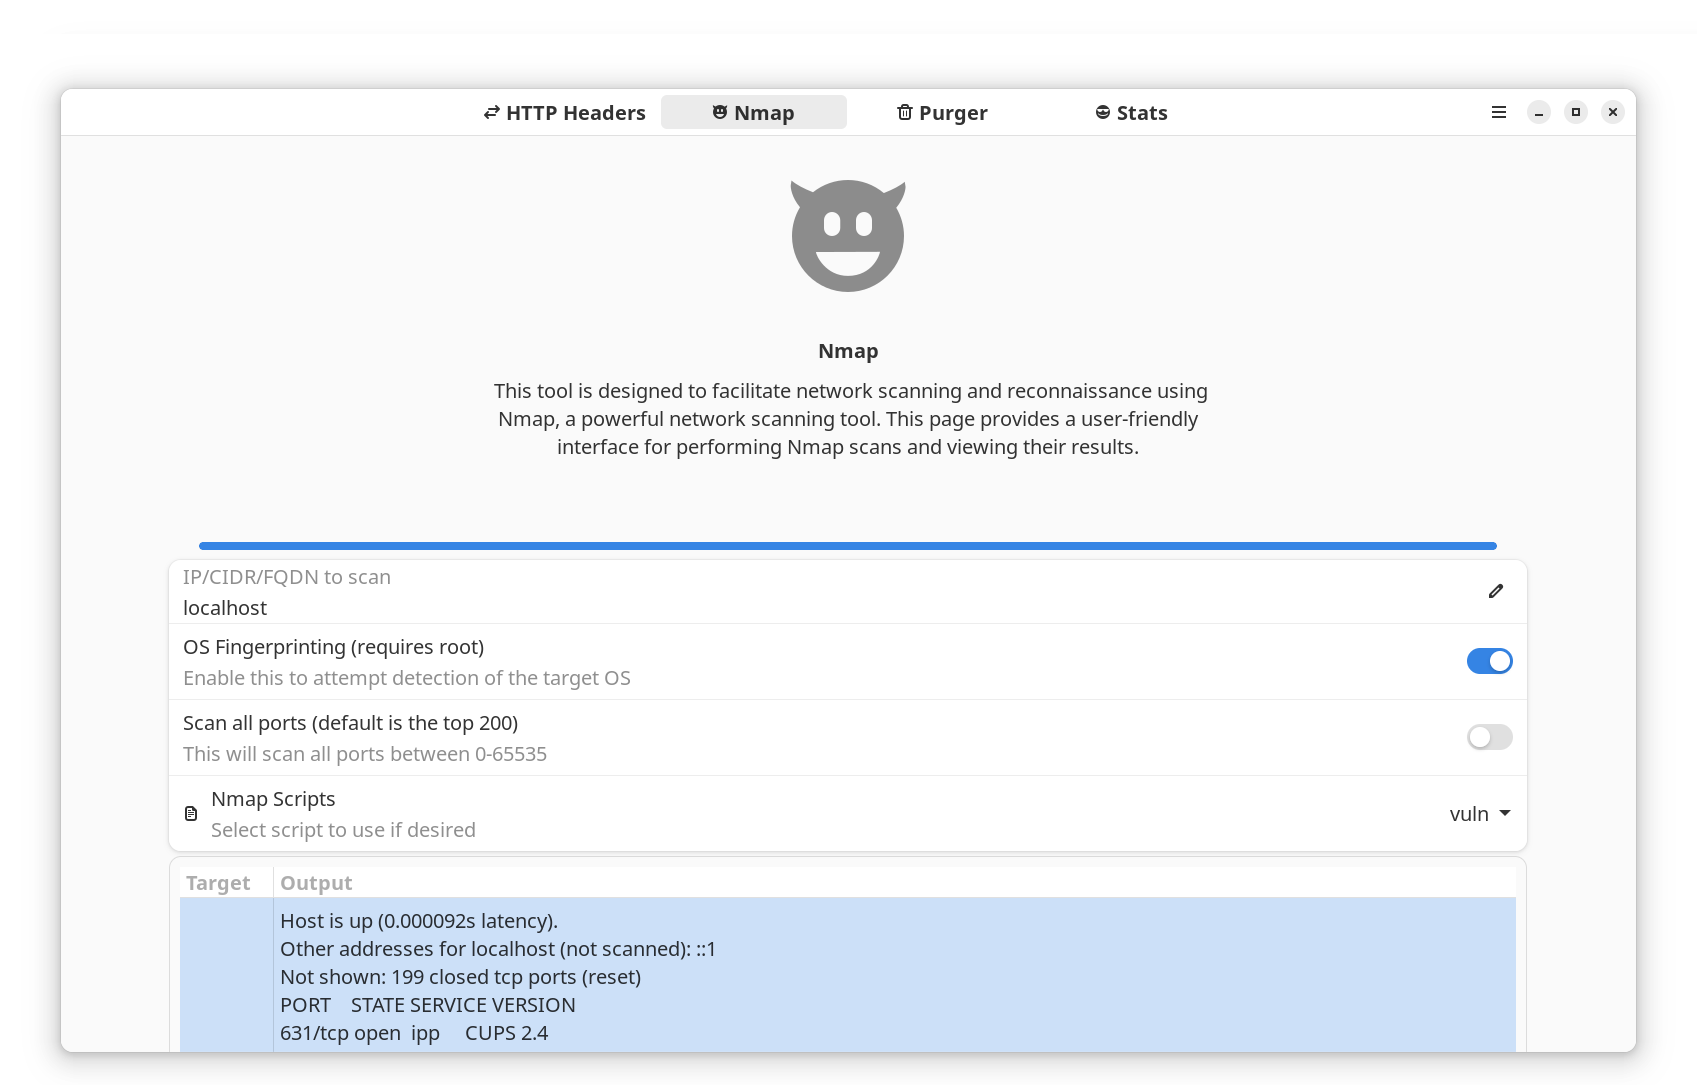 HTTP Headers Nmap Purger Stats
Nmap
This tool is designed to facilitate network scanning and reconnaissance using
Nmap, a powerful network scanning tool. This page provides a user-friendly
interface for performing Nmap scans and viewing their results.
IP/CIDR/FQDN to scan
localhost
OS Fingerprinting (requires root)
Enable this to attempt detection of the target OS
Scan all ports (default is the top 200)
This will scan all ports between 0-65535
Nmap Scripts
Select script to use if desired
vuln
Target Output
Host is up (0.000092s latency).
Other addresses for localhost (not scanned): ::1
Not shown: 199 closed tcp ports (reset)
PORT    STATE SERVICE VERSION
631/tcp open  ipp     CUPS 2.4